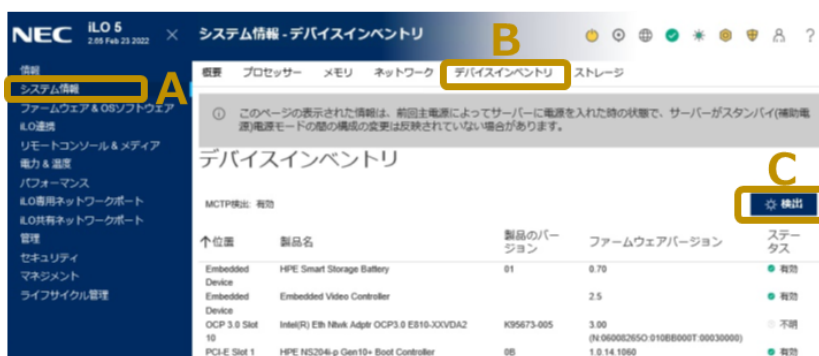 NEC iLO 5
2.65 Feb 23 2022
システム情報 - デバイスインベントリ
B
?
情報
システム情報
A
ファームウェア & OSソフトウェア
iLO連携
リモートコンソール & メディア
電力 & 温度
パフォーマンス
iLO専用ネットワークポート
iLO共有ネットワークポート
管理
セキュリティ
マネジメント
ライフサイクル管理
概要 プロセッサー メモリ ネットワーク デバイスインベントリ ストレージ
このページの表示された情報は、前回主電源によってサーバーに電源を入れた時の状態で、サーバーがスタンバイ(補助電
源)電源モードの間の構成の変更は反映されていない場合があります。
デバイスインベントリ
C
MCTP検出: 有効
検出
↑位置 製品名 製品のバージョン ファームウェアバージョン ステータス
Embedded Device HPE Smart Storage Battery 01 0.70 有効
Embedded Device Embedded Video Controller 2.5 有効
OCP 3.0 Slot 10 Intel(R) Eth Ntwk Adptr OCP3.0 E810-XXVDA2 K95673-005 3.00 (N:06008265O:010BB000T:00030000) 不明
PCI-E Slot 1 HPE NS204i-p Gen10+ Boot Controller 0B 1.0.14.1060 有効